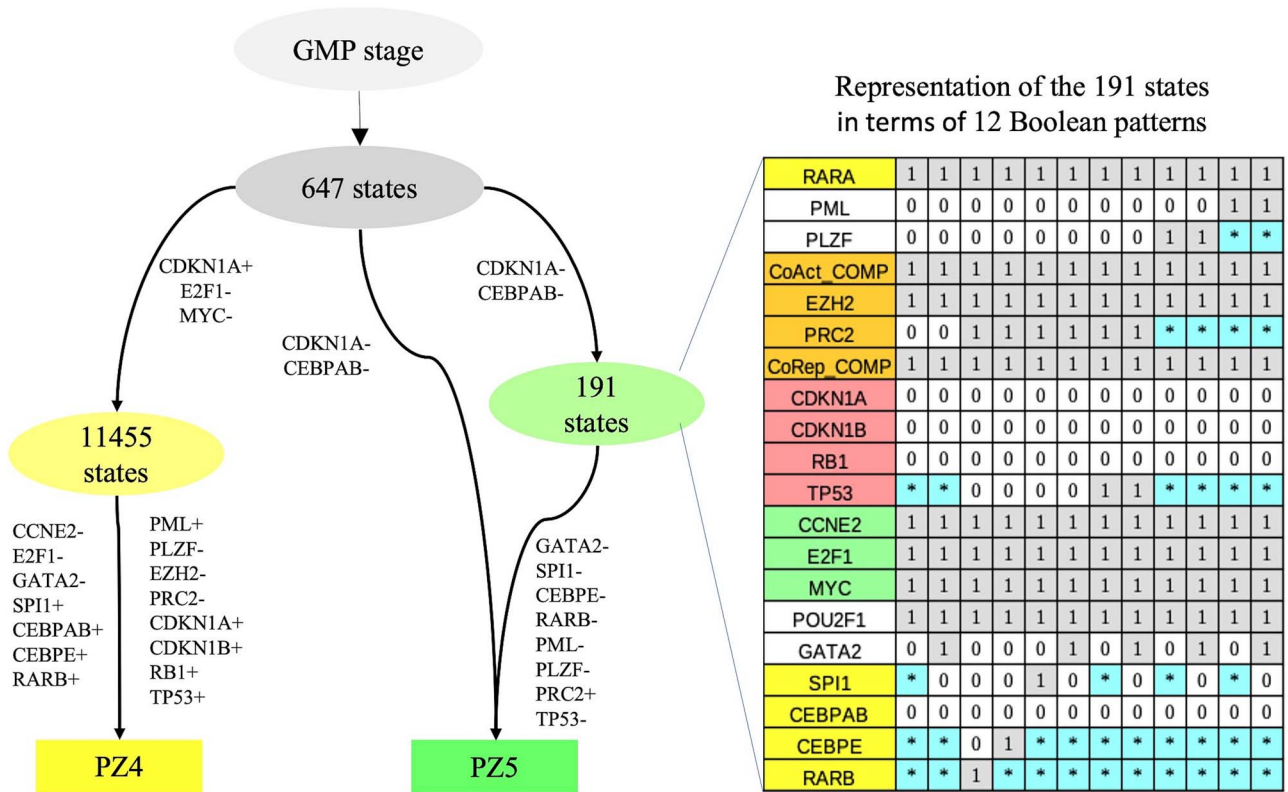 GMP stage
647 states
CDKN1A+
E2F1-
MYC-
CDKN1A-
CEBPAB-
CDKN1A-
CEBPAB-
11455
states
191
states
CCNE2-
E2F1-
GATA2-
SPI1+
CEBPAB+
CEBPE+
RARB+
PML+
PLZF-
EZH2-
PRC2-
CDKN1A+
CDKN1B+
RB1+
TP53+
GATA2-
SPI1-
CEBPE-
RARB-
PML-
PLZF-
PRC2+
TP53-
PZ4
PZ5
Representation of the 191 states
in terms of 12 Boolean patterns
RARA 1 1 1 1 1 1 1 1 1 1 1 1
PML 0 0 0 0 0 0 0 0 0 0 1 1
PLZF 0 0 0 0 0 0 0 0 1 1 * *
CoAct_COMP 1 1 1 1 1 1 1 1 1 1 1 1
EZH2 1 1 1 1 1 1 1 1 1 1 1 1
PRC2 0 0 1 1 1 1 1 1 * * * *
CoRep_COMP 1 1 1 1 1 1 1 1 1 1 1 1
CDKN1A 0 0 0 0 0 0 0 0 0 0 0 0
CDKN1B 0 0 0 0 0 0 0 0 0 0 0 0
RB1 0 0 0 0 0 0 0 0 0 0 0 0
TP53 * * 0 0 0 0 1 1 * * * *
CCNE2 1 1 1 1 1 1 1 1 1 1 1 1
E2F1 1 1 1 1 1 1 1 1 1 1 1 1
MYC 1 1 1 1 1 1 1 1 1 1 1 1
POU2F1 1 1 1 1 1 1 1 1 1 1 1 1
GATA2 0 1 0 0 0 1 0 1 0 1 0 1
SPI1 * 0 0 0 1 0 * 0 * 0 * 0
CEBPAB 0 0 0 0 0 0 0 0 0 0 0 0
CEBPE * * 0 1 * * * * * * * *
RARB * * 1 * * * * * * * * *